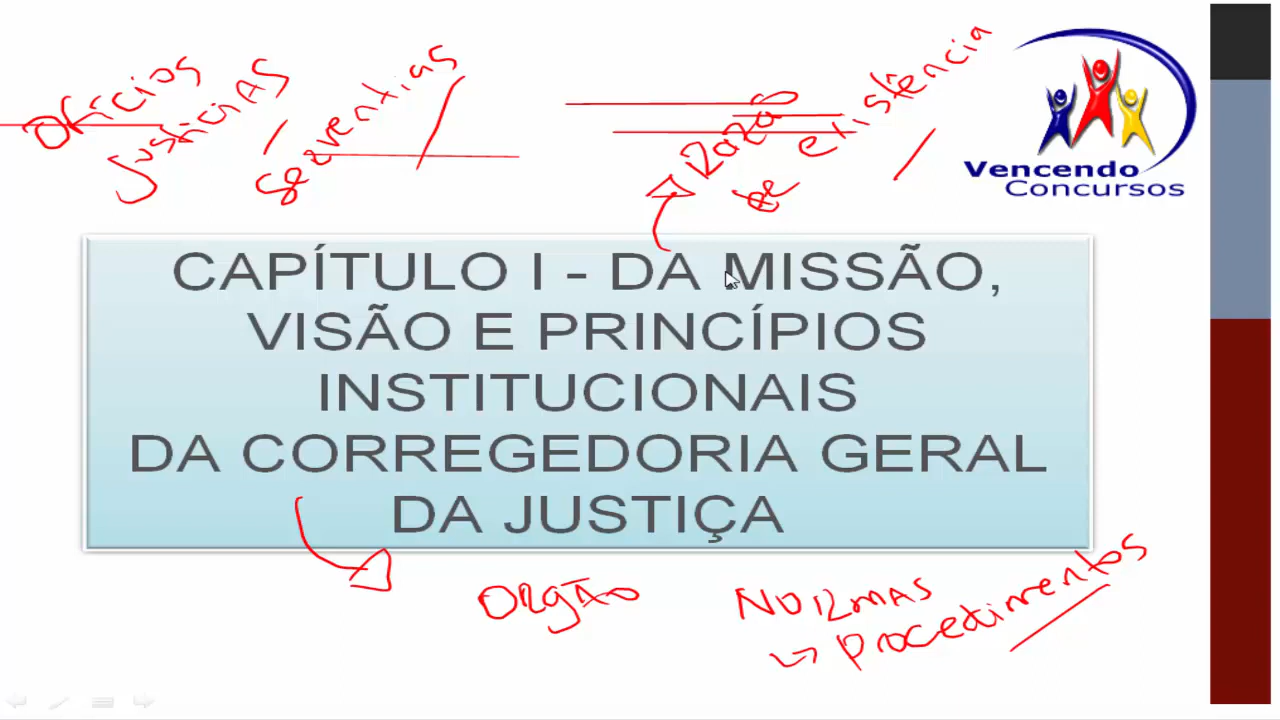 Ofícios
Justicias
Serventias
Razão
de existência
Vencendo
Concursos
CAPÍTULO I - DA MISSÃO,
VISÃO E PRINCÍPIOS
INSTITUCIONAIS
DA CORREGEDORIA GERAL
DA JUSTIÇA
Orgão
Normas
Procedimentos